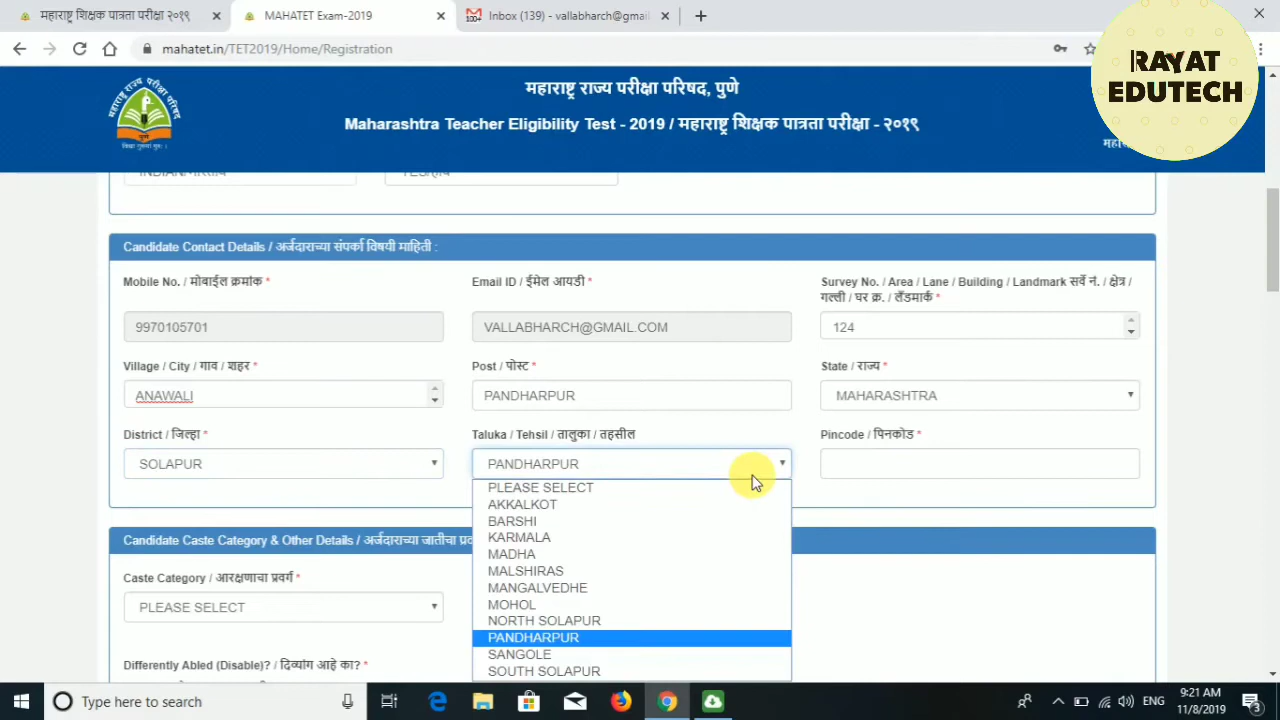 महाराष्ट्र शिक्षक पात्रता परीक्षा २०१९
MAHATET Exam-2019
Inbox (139) - vallabharch@gmai
mahatet.in/TET2019/Home/Registration
RAYAT
EDUTECH
महाराष्ट्र राज्य परीक्षा परिषद, पुणे
Maharashtra Teacher Eligibility Test - 2019 / महाराष्ट्र शिक्षक पात्रता परीक्षा - २०१९
INDIAN/भारतीय
YES/होय
Candidate Contact Details / अर्जदाराच्या संपर्का विषयी माहिती :
Mobile No. / मोबाईल क्रमांक *
Email ID / ईमेल आयडी *
Survey No. / Area / Lane / Building / Landmark सर्वे नं. / क्षेत्र /
गल्ली / घर क्र. / लँडमार्क *
9970105701
VALLABHARCH@GMAIL.COM
124
Village / City / गाव / शहर *
Post / पोस्ट *
State / राज्य *
ANAWALI
PANDHARPUR
MAHARASHTRA
District / जिल्हा *
Taluka / Tehsil / तालुका / तहसील
Pincode / पिनकोड *
SOLAPUR
PANDHARPUR
PLEASE SELECT
AKKALKOT
BARSHI
KARMALA
MADHA
MALSHIRAS
MANGALVEDHE
MOHOL
NORTH SOLAPUR
PANDHARPUR
SANGOLE
SOUTH SOLAPUR
Candidate Caste Category & Other Details / अर्जदाराच्या जातीचा
Caste Category / आरक्षणाचा प्रवर्ग *
PLEASE SELECT
Differently Abled (Disable)? / दिव्यांग आहे का? *
Type here to search
ENG
9:21 AM
11/8/2019
3